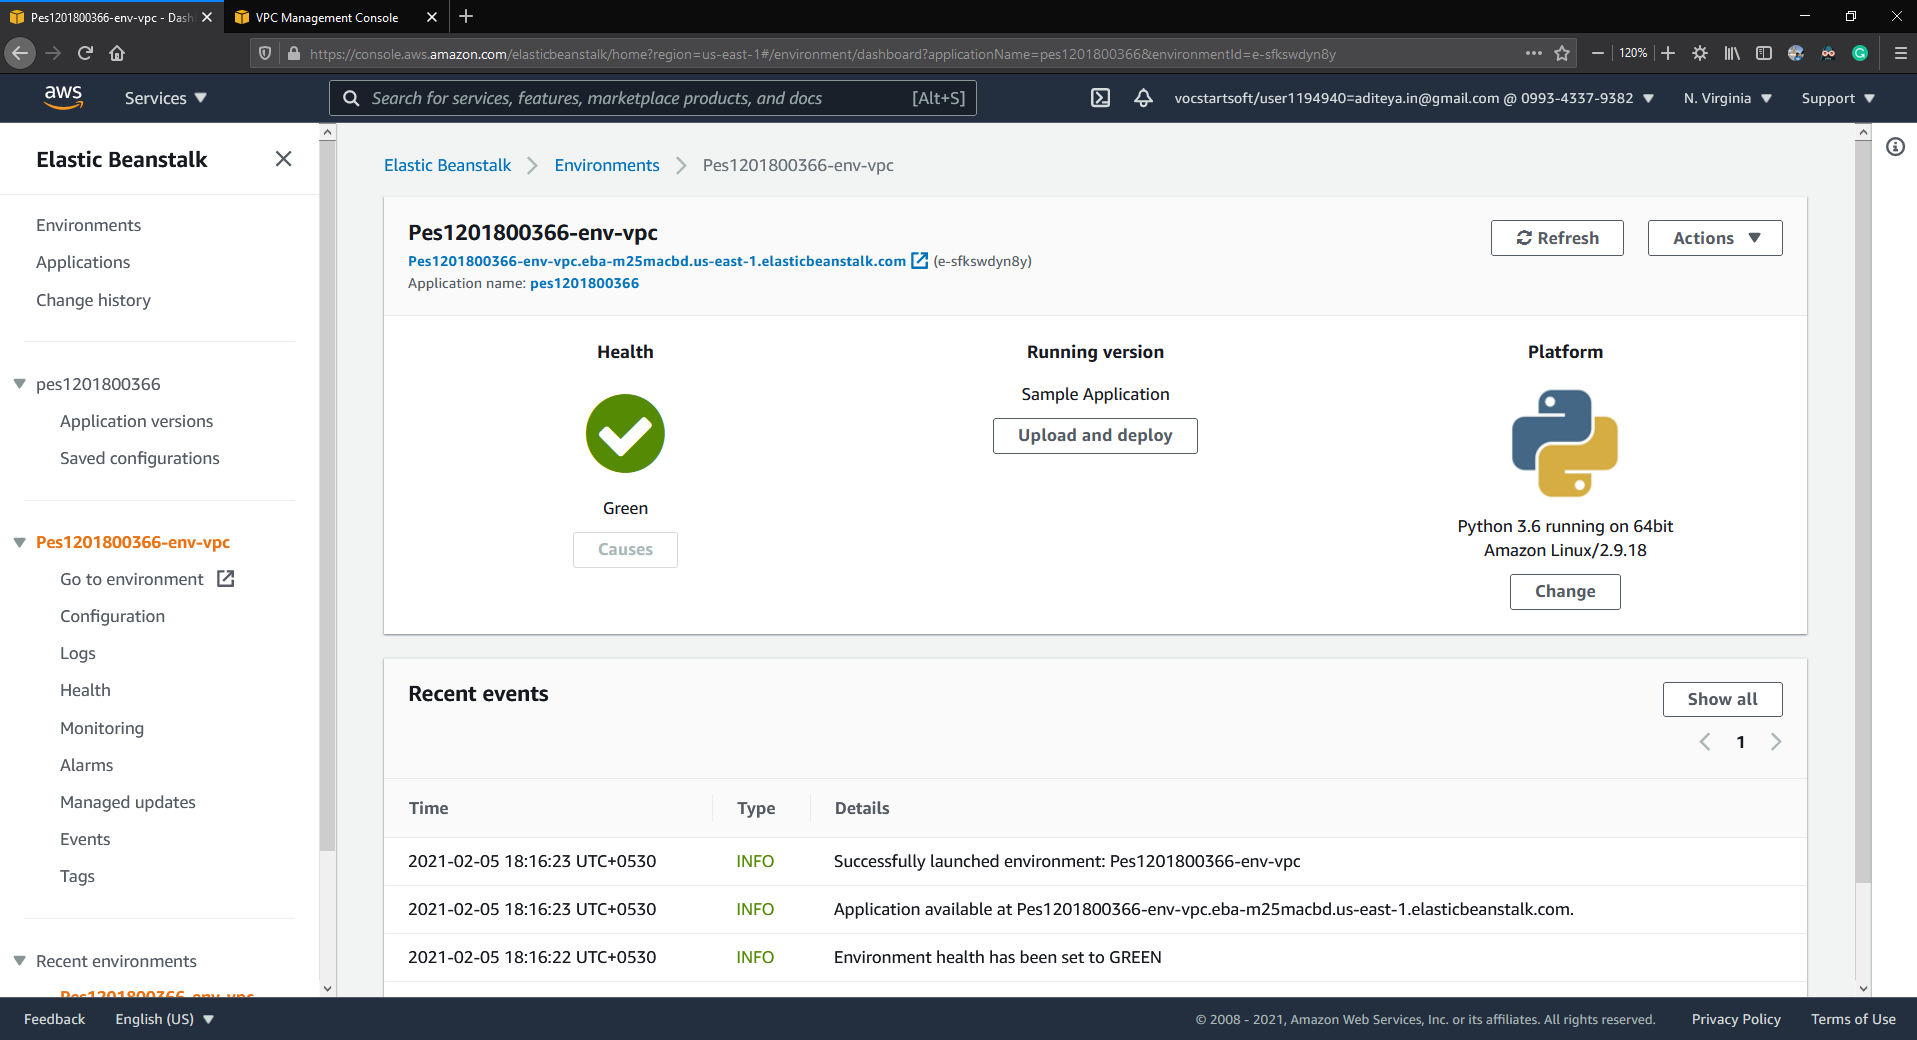 Pes1201800366-env-vpc - Dash
VPC Management Console
https://console.aws.amazon.com/elasticbeanstalk/home?region=us-east-1#/environment/dashboard?applicationName=pes1201800366&environmentId=e-sfkswdyn8y
120%
aws
Services
Search for services, features, marketplace products, and docs [Alt+S]
vocstartsoft/user1194940=aditeya.in@gmail.com @ 0993-4337-9382
N. Virginia
Support
Elastic Beanstalk
Environments
Applications
Change history
pes1201800366
Application versions
Saved configurations
Pes1201800366-env-vpc
Go to environment
Configuration
Logs
Health
Monitoring
Alarms
Managed updates
Events
Tags
Recent environments
Pes1201800366-env-vpc
Elastic Beanstalk > Environments > Pes1201800366-env-vpc
Pes1201800366-env-vpc
Pes1201800366-env-vpc.eba-m25macbd.us-east-1.elasticbeanstalk.com (e-sfkswdyn8y)
Application name: pes1201800366
Refresh
Actions
Health
Green
Causes
Running version
Sample Application
Upload and deploy
Platform
Python 3.6 running on 64bit
Amazon Linux/2.9.18
Change
Recent events
Show all
1
Time Type Details
2021-02-05 18:16:23 UTC+0530 INFO Successfully launched environment: Pes1201800366-env-vpc
2021-02-05 18:16:23 UTC+0530 INFO Application available at Pes1201800366-env-vpc.eba-m25macbd.us-east-1.elasticbeanstalk.com.
2021-02-05 18:16:22 UTC+0530 INFO Environment health has been set to GREEN
Feedback
English (US)
© 2008 - 2021, Amazon Web Services, Inc. or its affiliates. All rights reserved.
Privacy Policy
Terms of Use